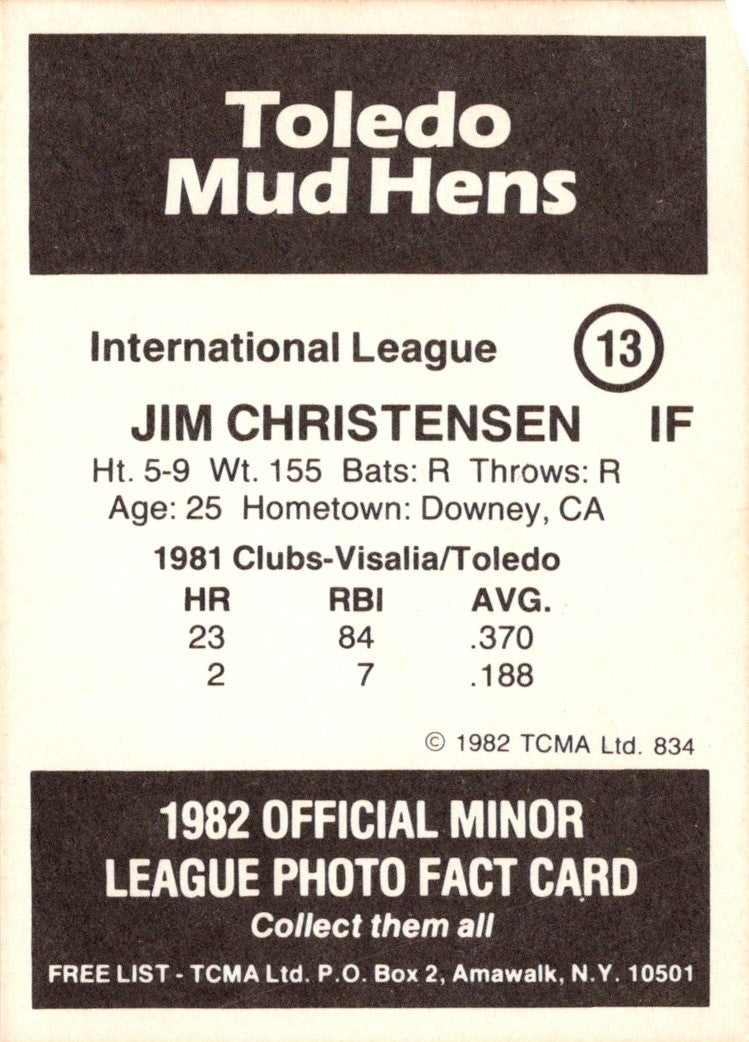 Toledo
Mud Hens
International League 13
JIM CHRISTENSEN IF
Ht. 5-9 Wt. 155 Bats: R Throws: R
Age: 25 Hometown: Downey, CA
1981 Clubs-Visalia/Toledo
HR RBI AVG.
23 84 .370
2 7 .188
© 1982 TCMA Ltd. 834
1982 OFFICIAL MINOR
LEAGUE PHOTO FACT CARD
Collect them all
FREE LIST - TCMA Ltd. P.O. Box 2, Amawalk, N.Y. 10501